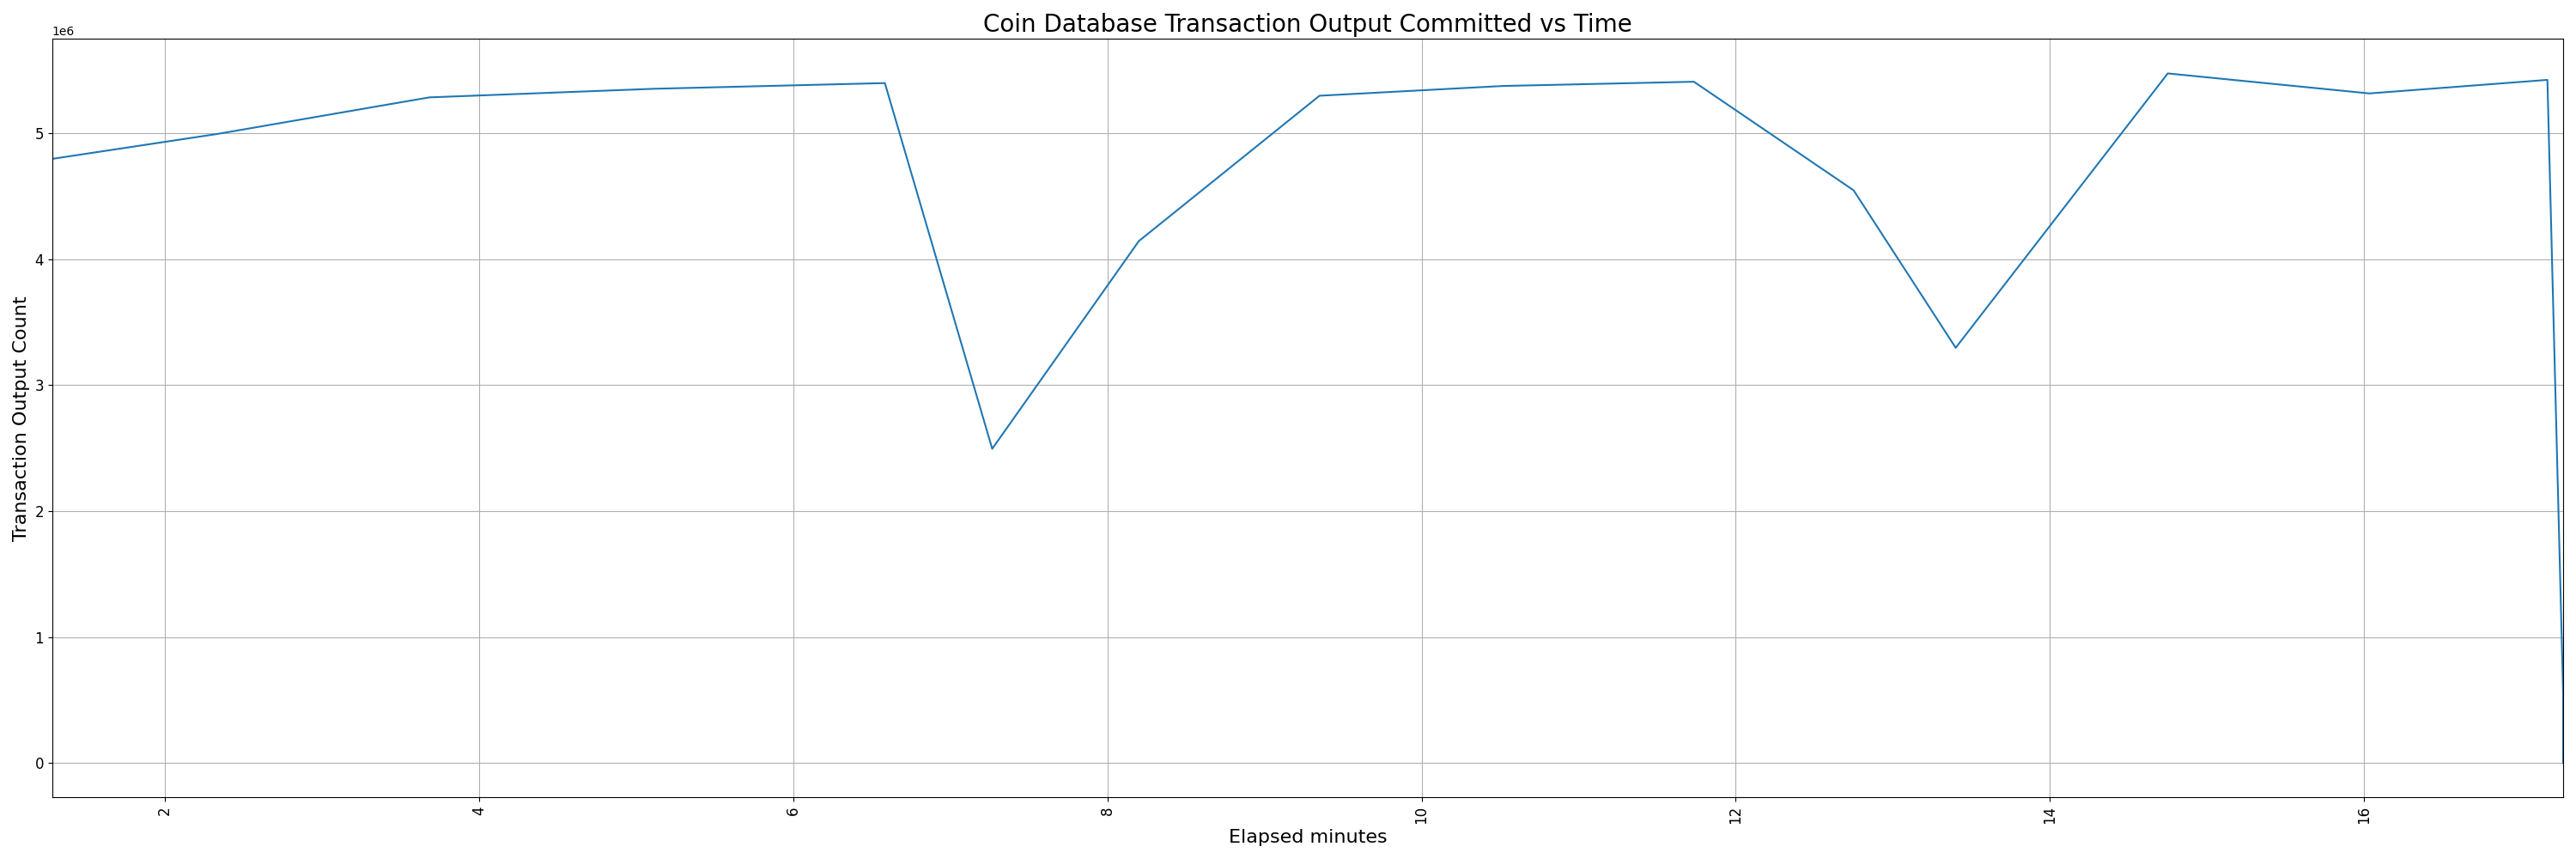 Coin Database Transaction Output Committed vs Time
1e6
5
4
3
2
1
0
Transaction Output Count
2 4 6 8 10 12 14 16
Elapsed minutes